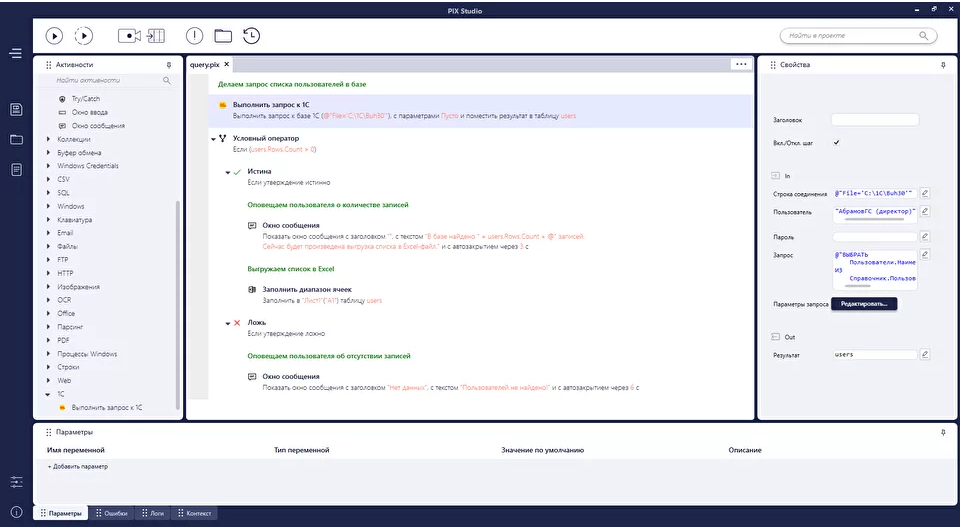 PIX Studio
Найти в проекте
Активности
query.pix
Свойства
Найти активности
Try/Catch
Окно ввода
Окно сообщения
Коллекции
Буфер обмена
Windows Credentials
CSV
SQL
Windows
Клавиатура
Email
Файлы
FTP
HTTP
Изображения
OCR
Office
Парсинг
PDF
Процессы Windows
Строки
Web
1С
Выполнить запрос к 1С
Делаем запрос списка пользователей в базе
Выполнить запрос к 1С
Выполнить запрос к базе 1С (@"File='C:\1C\Buh30'"), с параметрами Пусто и поместить результат в таблицу users
Условный оператор
Если (users.Rows.Count > 0)
Истина
Если утверждение истинно
Оповещаем пользователя о количестве записей
Окно сообщения
Показать окно сообщения с заголовком "", с текстом "В базе найдено " + users.Rows.Count + @" записей.
Сейчас будет произведена выгрузка списка в Excel-файл." и с автозакрытием через 3 с
Выгружаем список в Excel
Заполнить диапазон ячеек
Заполнить в "Лист1"("A1") таблицу users
Ложь
Если утверждение ложно
Оповещаем пользователя об отсутствии записей
Окно сообщения
Показать окно сообщения с заголовком "Нет данных", с текстом "Пользователей не найдено!" и с автозакрытием через 6 с
Заголовок
Вкл./Откл. шаг
In
Строка соединения
@"File='C:\1C\Buh30'"
Пользователь
"АбрамовГС (директор)"
Пароль
Запрос
@"ВЫБРАТЬ
Пользователи.Наиме
ИЗ
Справочник.Пользов
Параметры запроса
Редактировать...
Out
Результат
users
Параметры
Имя переменной
Тип переменной
Значение по умолчанию
Описание
+ Добавить параметр
Параметры
Ошибки
Логи
Контекст